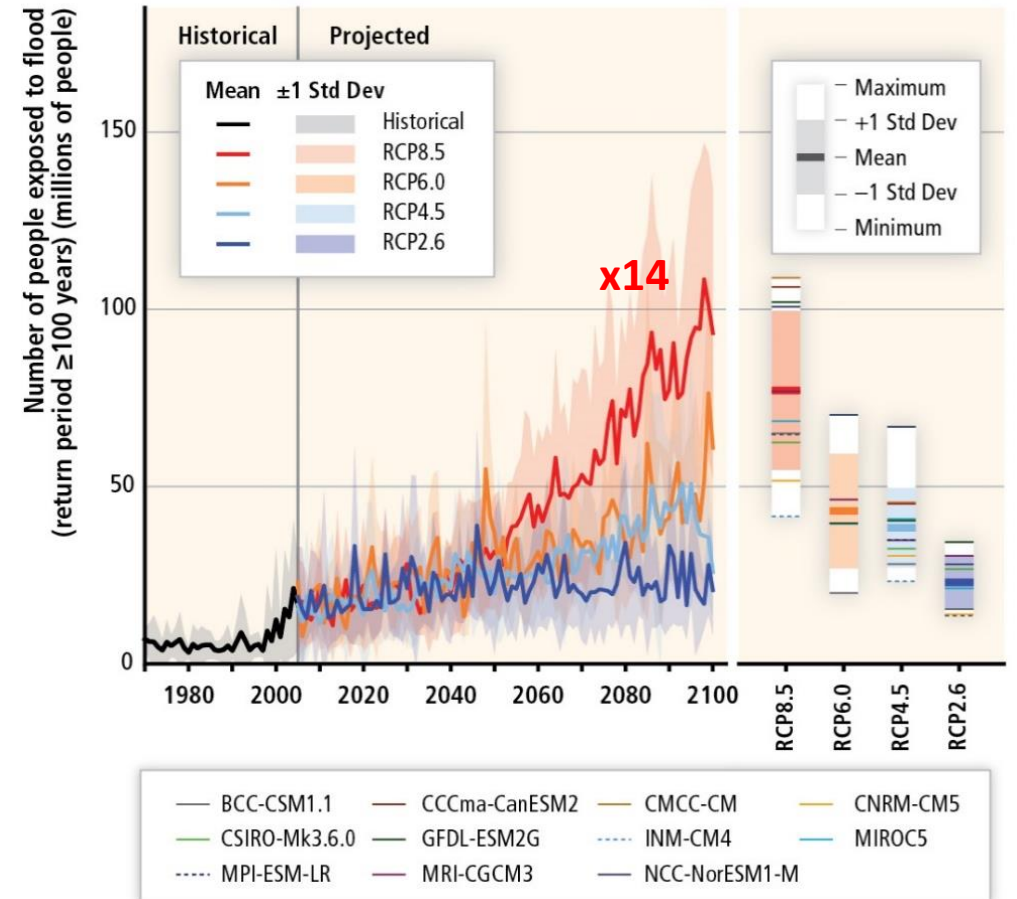 Number of people exposed to flood
(return period ≥100 years) (millions of people)
Historical
Projected
Mean ±1 Std Dev
Historical
RCP8.5
RCP6.0
RCP4.5
RCP2.6
Maximum
+1 Std Dev
Mean
−1 Std Dev
Minimum
x14
150
100
50
0
1980 2000 2020 2040 2060 2080 2100
RCP8.5
RCP6.0
RCP4.5
RCP2.6
BCC-CSM1.1 CCCma-CanESM2 CMCC-CM CNRM-CM5
CSIRO-Mk3.6.0 GFDL-ESM2G INM-CM4 MIROC5
MPI-ESM-LR MRI-CGCM3 NCC-NorESM1-M